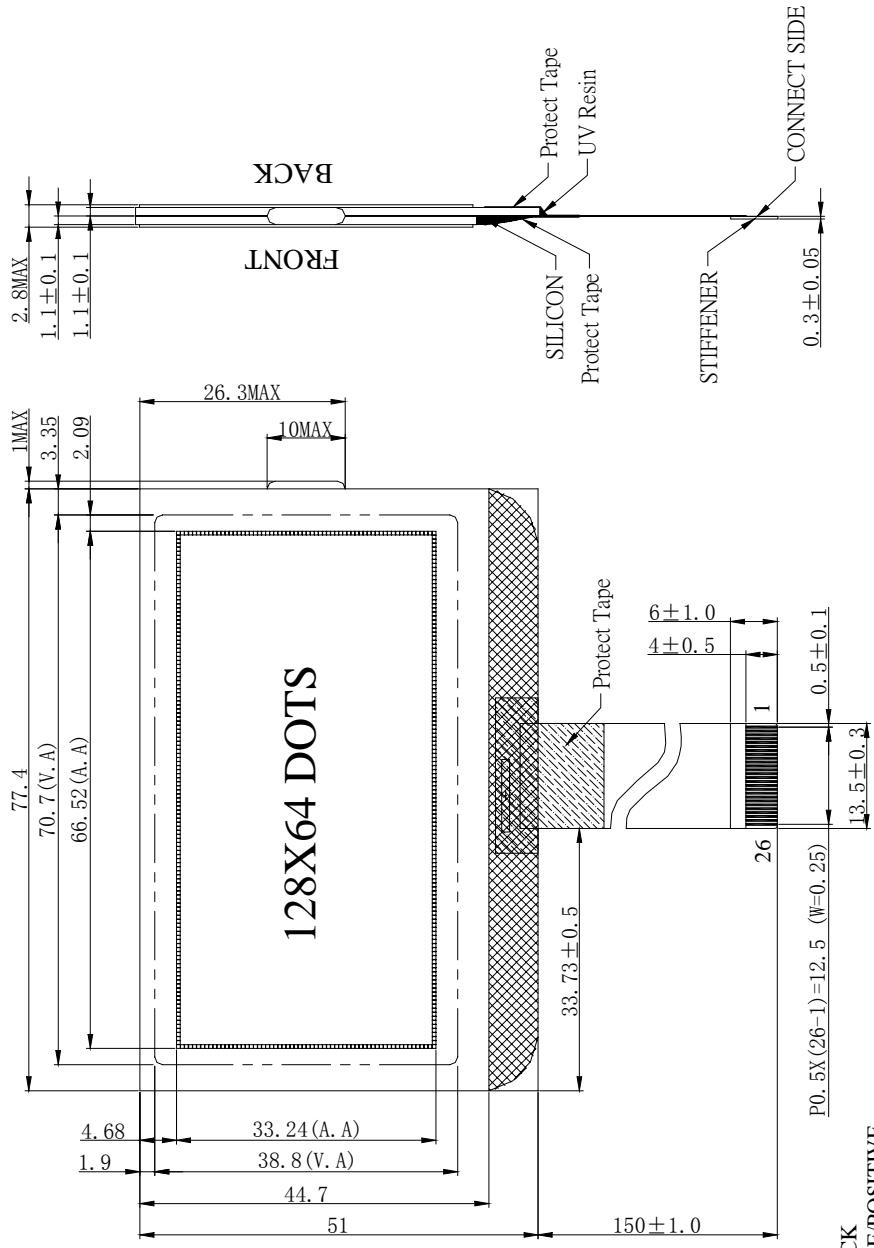 2.8MAX
1.1±0.1
1.1±0.1
FRONT
BACK
SILICON
Protect Tape
Protect Tape
UV Resin
STIFFENER
CONNECT SIDE
0.3±0.05
77.4
1MAX
70.7(V.A)
3.35
66.52(A.A)
2.09
26.3MAX
10MAX
128X64 DOTS
4.68
1.9
33.24(A.A)
38.8(V.A)
44.7
51
150±1.0
33.73±0.5
Protect Tape
6±1.0
4±0.5
26
1
0.5±0.1
13.5±0.3
P0.5X(26-1)=12.5 (W=0.25)
CK
E/POSITIVE